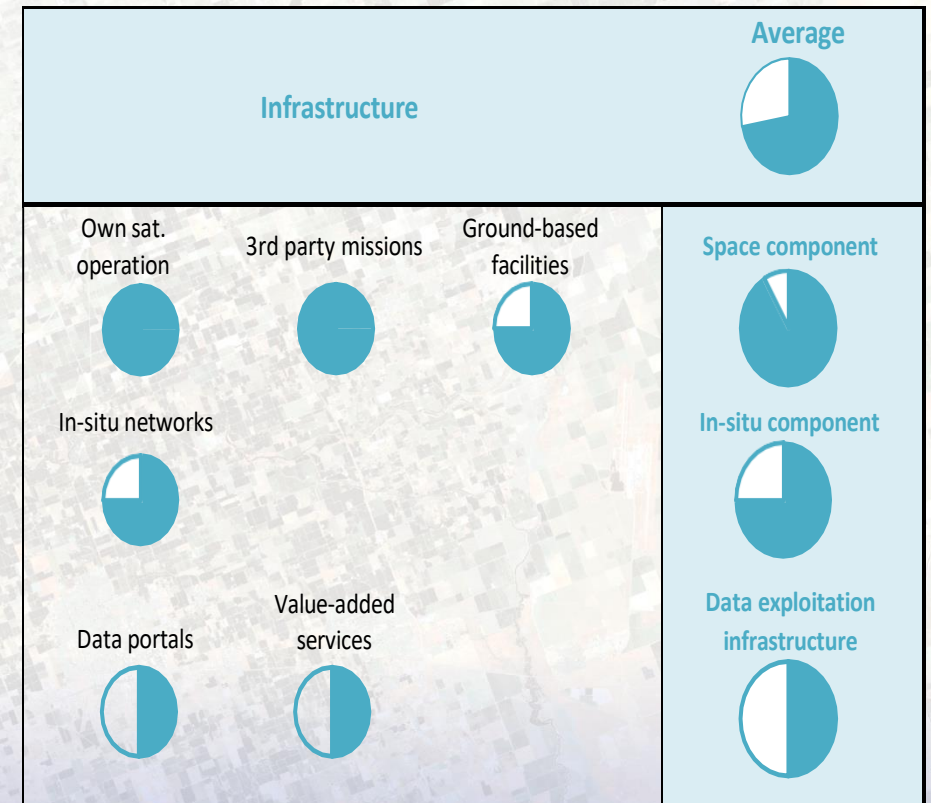 Average
Infrastructure
Own sat.
operation
3rd party missions
Ground-based
facilities
Space component
In-situ networks
In-situ component
Data portals
Value-added
services
Data exploitation
infrastructure